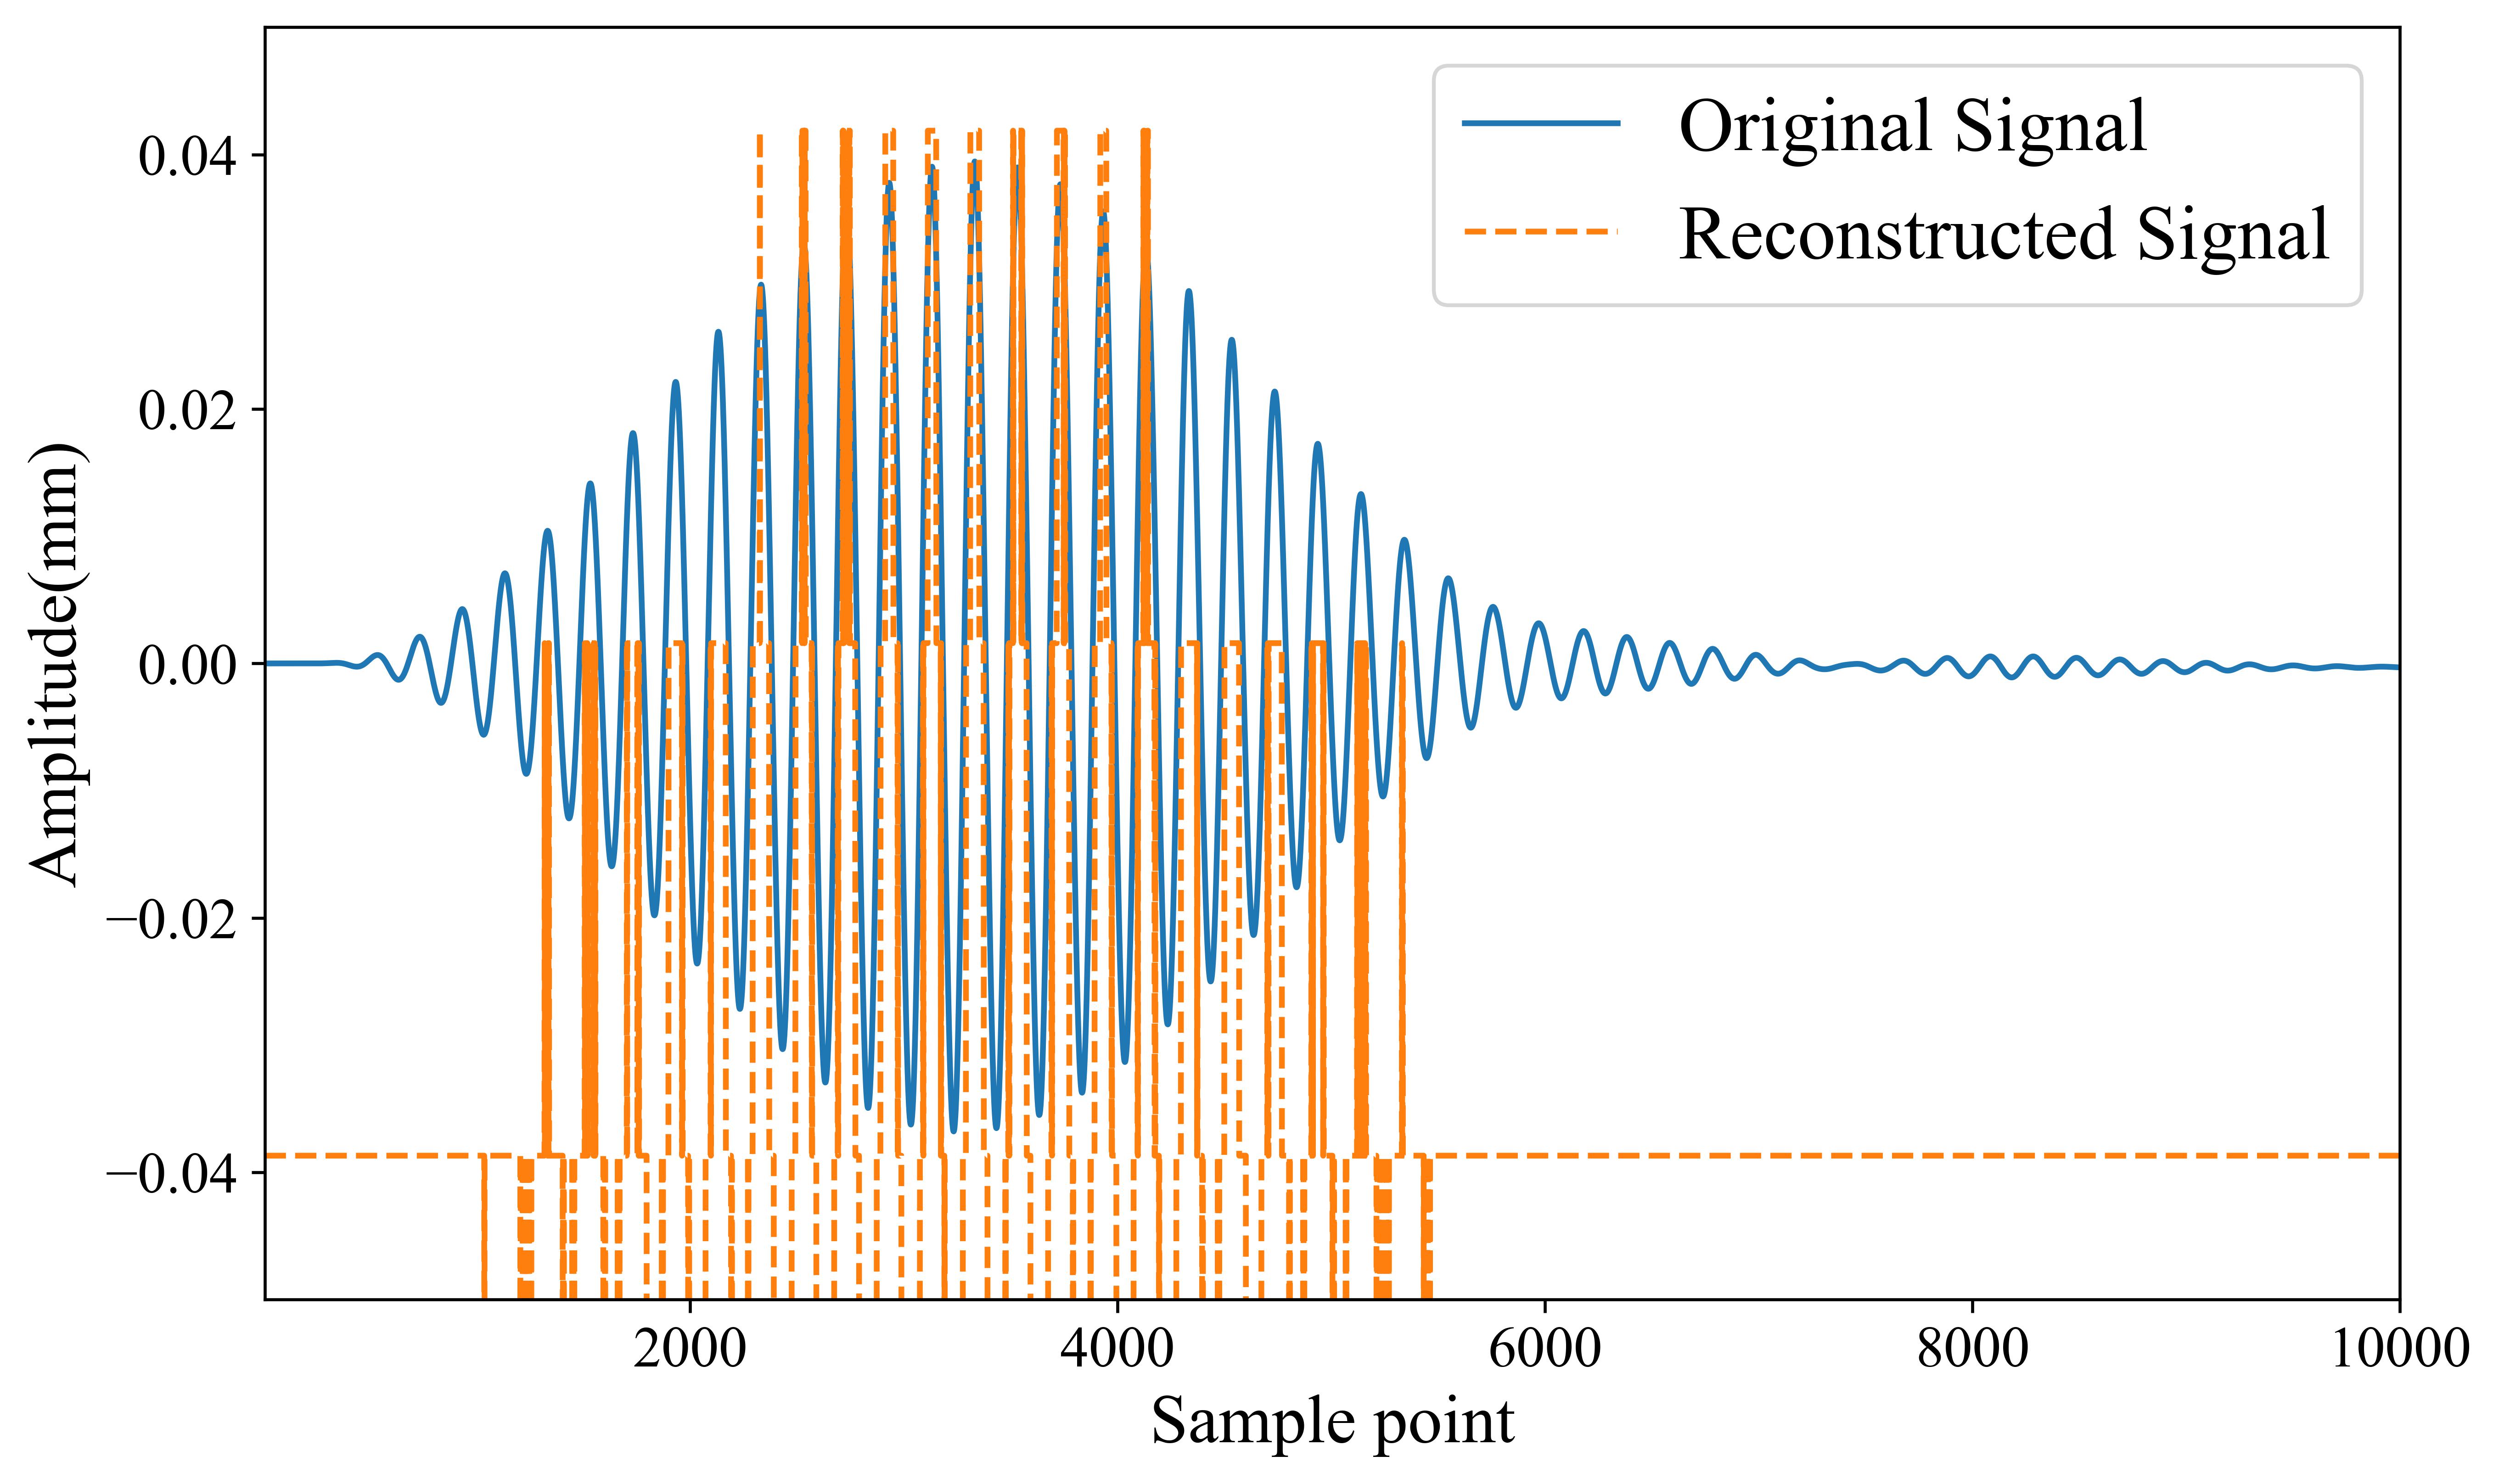 Original Signal
Reconstructed Signal
Amplitude(mm)
0.04
0.02
0.00
−0.02
−0.04
2000 4000 6000 8000 10000
Sample point